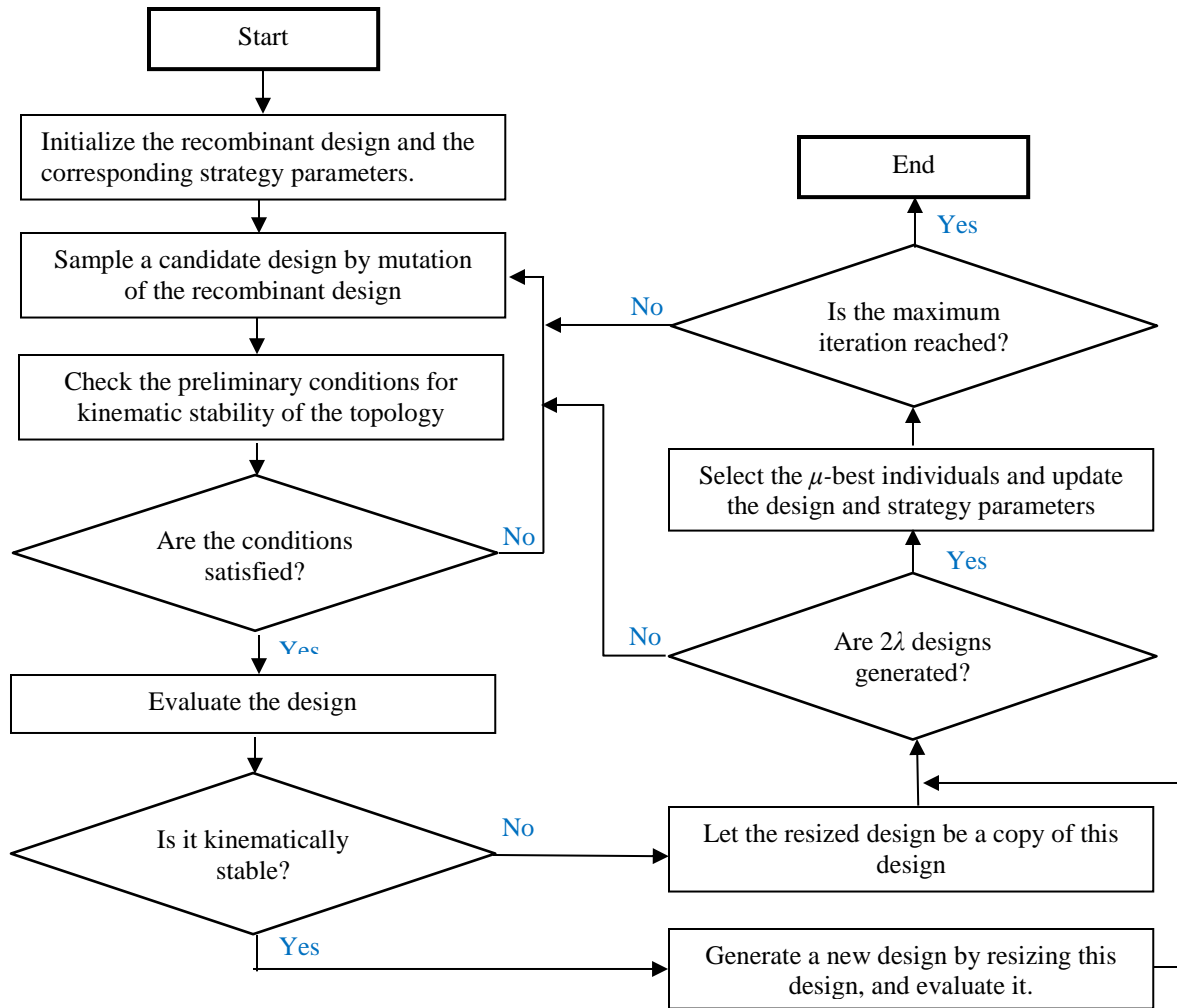 Start
Initialize the recombinant design and the
corresponding strategy parameters.
Sample a candidate design by mutation
of the recombinant design
Check the preliminary conditions for
kinematic stability of the topology
Are the conditions
satisfied?
No
Yes
Evaluate the design
Is it kinematically
stable?
No
Yes
Let the resized design be a copy of this
design
Generate a new design by resizing this
design, and evaluate it.
Are 2λ designs
generated?
No
Yes
Select the μ-best individuals and update
the design and strategy parameters
Is the maximum
iteration reached?
No
Yes
End